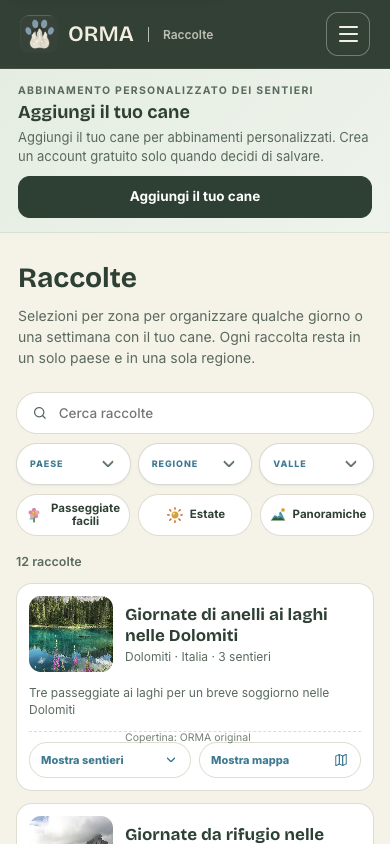 ORMA
Raccolte
ABBINAMENTO PERSONALIZZATO DEI SENTIERI
Aggiungi il tuo cane
Aggiungi il tuo cane per abbinamenti personalizzati. Crea
un account gratuito solo quando decidi di salvare.
Aggiungi il tuo cane
Raccolte
Selezioni per zona per organizzare qualche giorno o
una settimana con il tuo cane. Ogni raccolta resta in
un solo paese e in una sola regione.
Cerca raccolte
PAESE
REGIONE
VALLE
Passeggiate
facili
Estate
Panoramiche
12 raccolte
Giornate di anelli ai laghi
nelle Dolomiti
Dolomiti · Italia · 3 sentieri
Tre passeggiate ai laghi per un breve soggiorno nelle
Dolomiti
Copertina: ORMA original
Mostra sentieri
Mostra mappa
Giornate da rifugio nelle